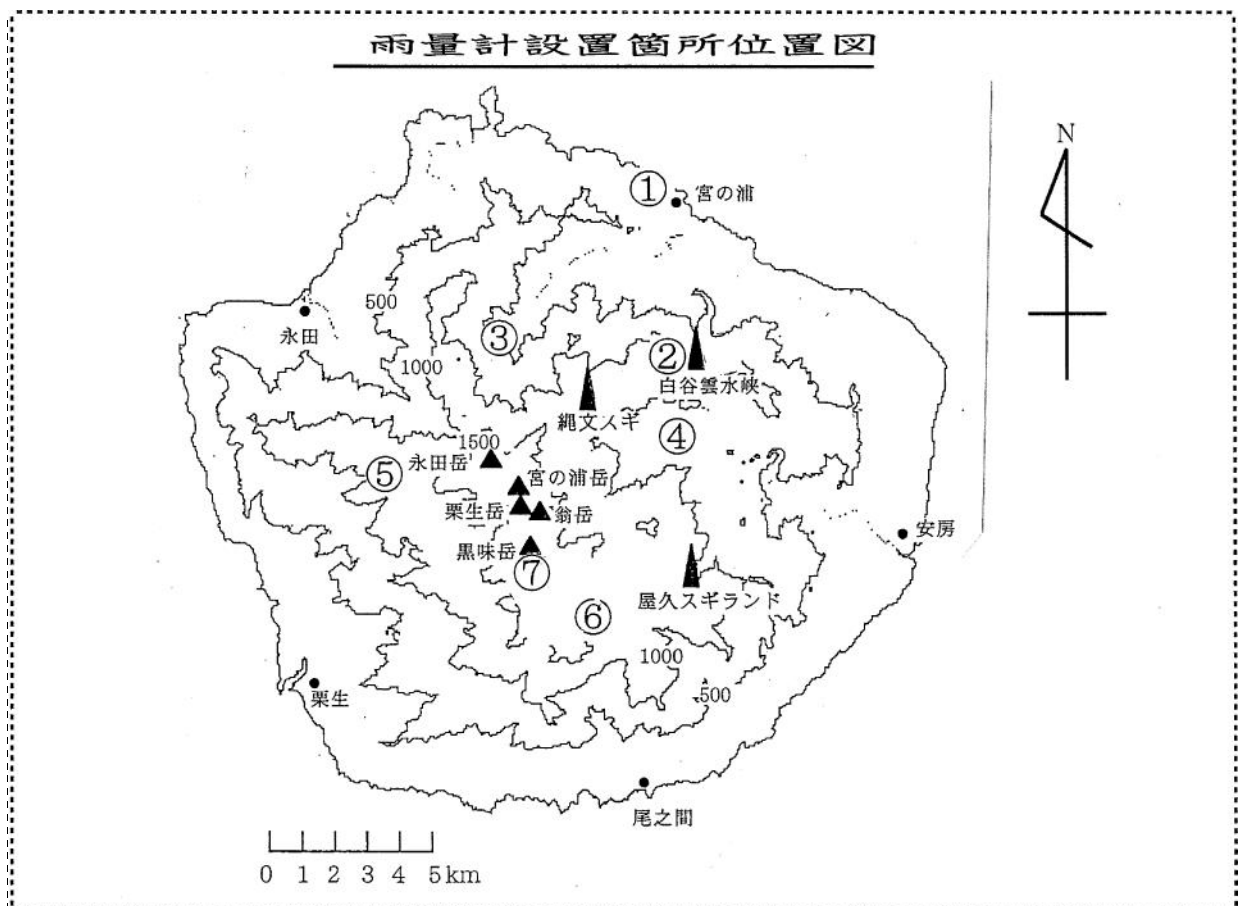 雨量計設置箇所位置図
N
① 宮の浦
500
永田
③
②
1000
白谷雲水峡
縄文スギ
④
1500
永田岳
⑤
宮の浦岳
栗生岳
翁岳
安房
黒味岳
⑦
屋久スギランド
⑥
1000
500
栗生
尾之間
0 1 2 3 4 5km